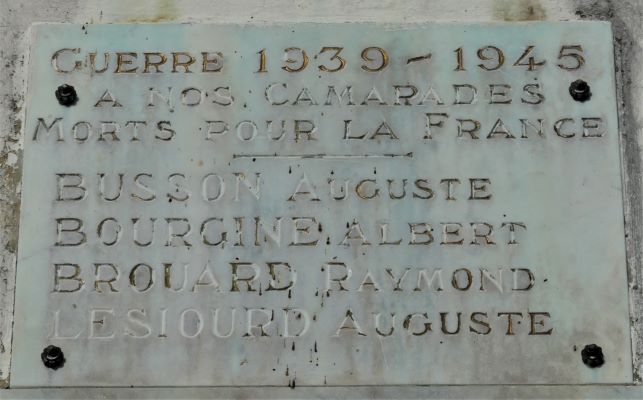 GUERRE 1939-1945
A NOS CAMARADES
MORTS POUR LA FRANCE
BUSSON AUGUSTE
BOURGINE ALBERT
BROUARD RAYMOND
LESIOURD AUGUSTE